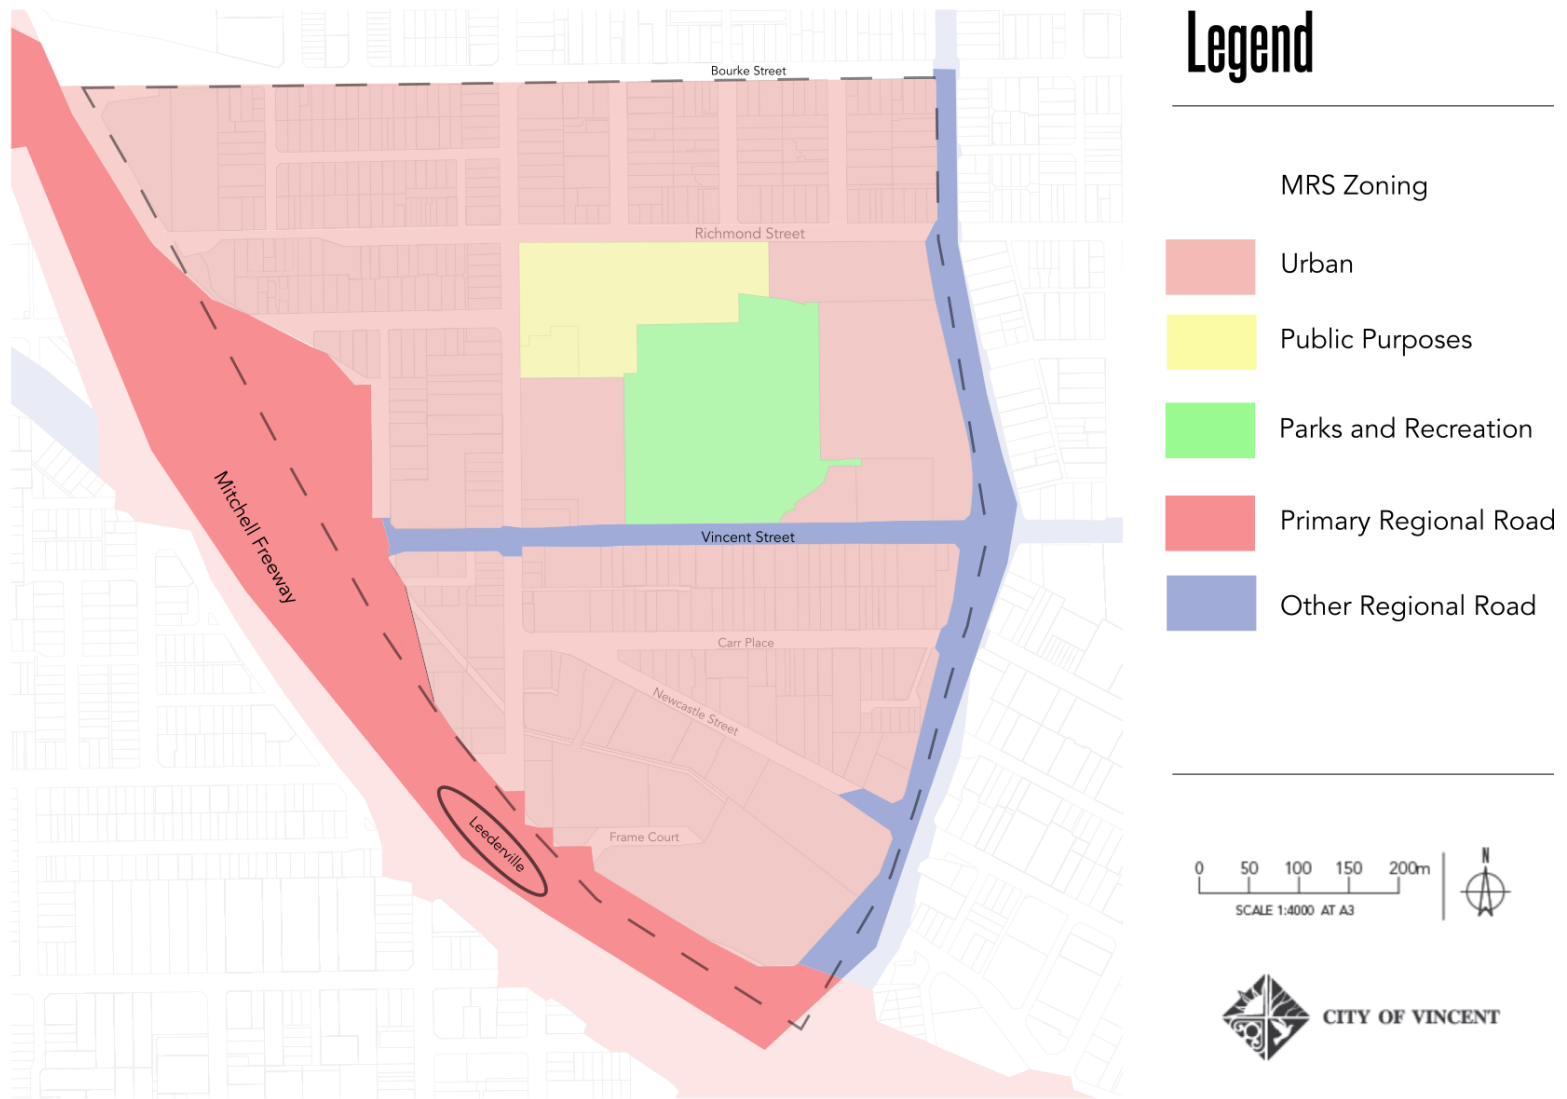 Legend
Bourke Street
MRS Zoning
Richmond Street
Urban
Public Purposes
Parks and Recreation
Mitchell Freeway
Primary Regional Road
Vincent Street
Other Regional Road
Carr Place
Newcastle Street
Frame Court
Leederville
0 50 100 150 200m
N
SCALE 1:4000 AT A3
CITY OF VINCENT